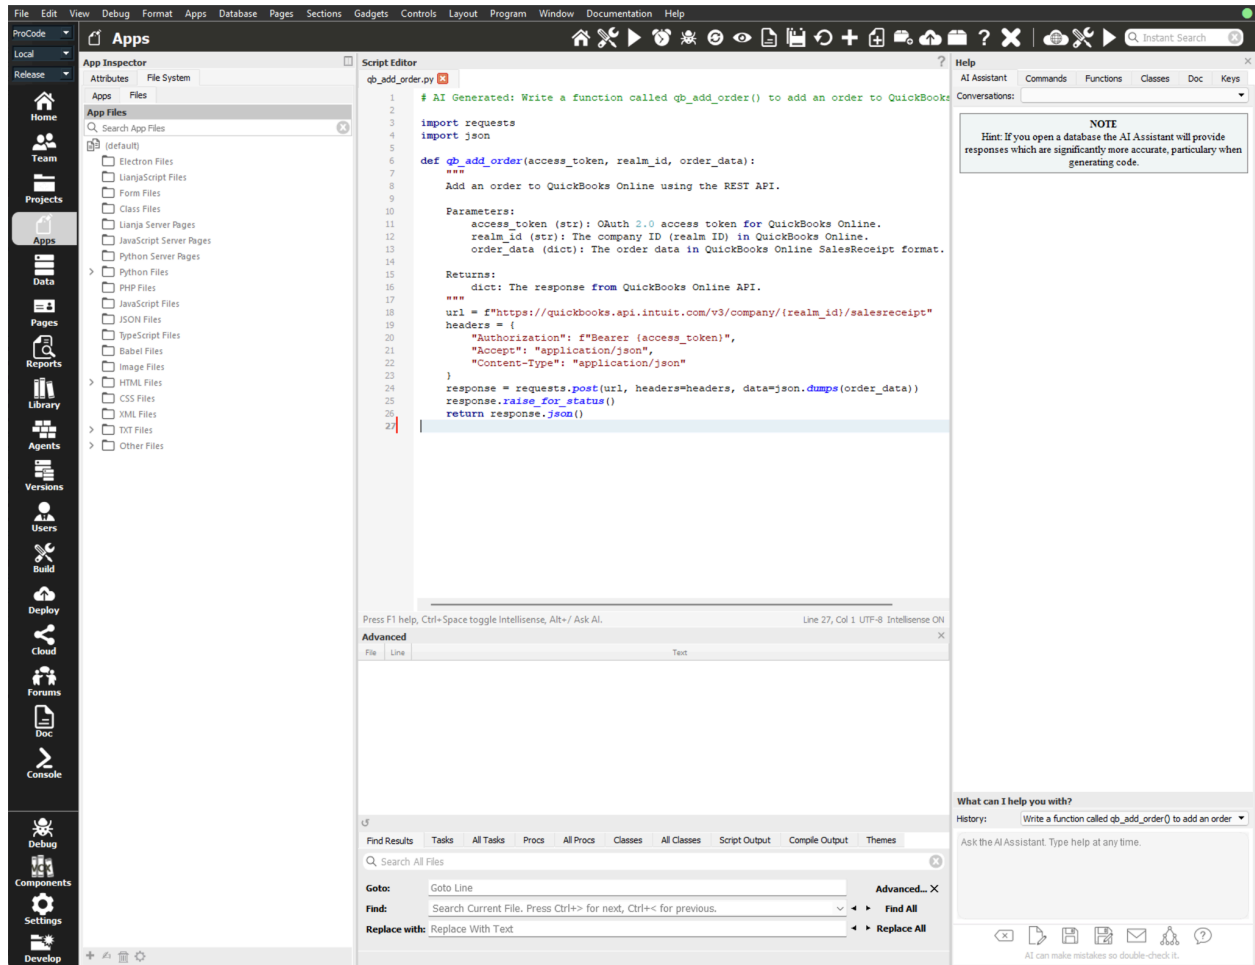 File Edit View Debug Format Apps Database Pages Sections Gadgets Controls Layout Program Window Documentation Help
ProCode
Local
Release
Home
Team
Projects
Apps
Data
Pages
Reports
Library
Agents
Versions
Users
Build
Deploy
Cloud
Forums
Doc
Console
Debug
Components
Settings
Develop
Apps
Instant Search
App Inspector
Attributes File System
Apps Files
App Files
Search App Files
(default)
Electron Files
LianjaScript Files
Form Files
Class Files
Lianja Server Pages
JavaScript Server Pages
Python Server Pages
Python Files
PHP Files
JavaScript Files
JSON Files
TypeScript Files
Babel Files
Image Files
HTML Files
CSS Files
XML Files
TXT Files
Other Files
Script Editor ?
qb_add_order.py
1 # AI Generated: Write a function called qb_add_order() to add an order to QuickBooks
2
3 import requests
4 import json
5
6 def qb_add_order(access_token, realm_id, order_data):
7 """
8 Add an order to QuickBooks Online using the REST API.
9
10 Parameters:
11 access_token (str): OAuth 2.0 access token for QuickBooks Online.
12 realm_id (str): The company ID (realm ID) in QuickBooks Online.
13 order_data (dict): The order data in QuickBooks Online SalesReceipt format.
14
15 Returns:
16 dict: The response from QuickBooks Online API.
17 """
18 url = f"https://quickbooks.api.intuit.com/v3/company/{realm_id}/salesreceipt"
19 headers = {
20 "Authorization": f"Bearer {access_token}",
21 "Accept": "application/json",
22 "Content-Type": "application/json"
23 }
24 response = requests.post(url, headers=headers, data=json.dumps(order_data))
25 response.raise_for_status()
26 return response.json()
27
Press F1 help, Ctrl+Space toggle Intellisense, Alt+/ Ask AI. Line 27, Col 1 UTF-8 Intellisense ON
Advanced
File Line Text
Find Results Tasks All Tasks Procs All Procs Classes All Classes Script Output Compile Output Themes
Search All Files
Goto: Goto Line Advanced...
Find: Search Current File. Press Ctrl+> for next, Ctrl+< for previous. Find All
Replace with: Replace With Text Replace All
Help
AI Assistant Commands Functions Classes Doc Keys
Conversations:
NOTE
Hint: If you open a database the AI Assistant will provide
responses which are significantly more accurate, particulary when
generating code.
What can I help you with?
History: Write a function called qb_add_order() to add an order
Ask the AI Assistant. Type help at any time.
AI can make mistakes so double-check it.